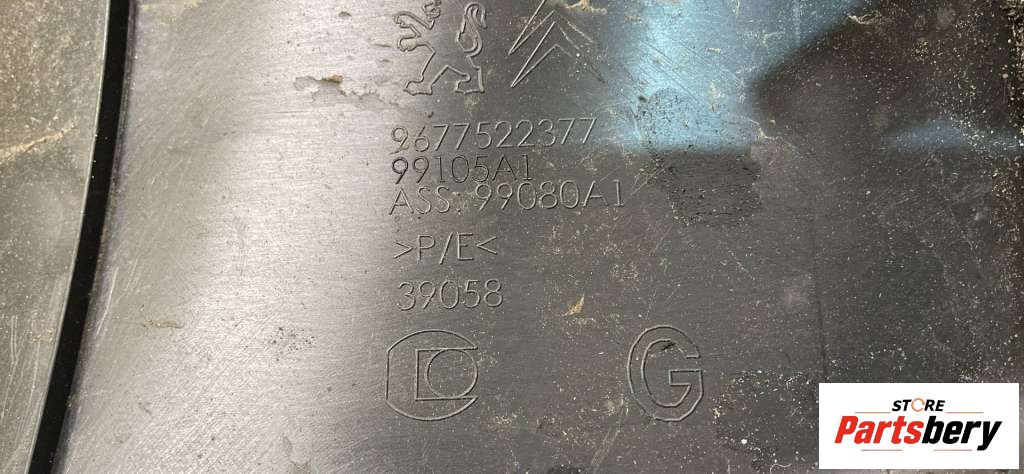 9677522377
99105A1
ASS. 99080A1
>P/E<
39058
G
STORE
Partsbery